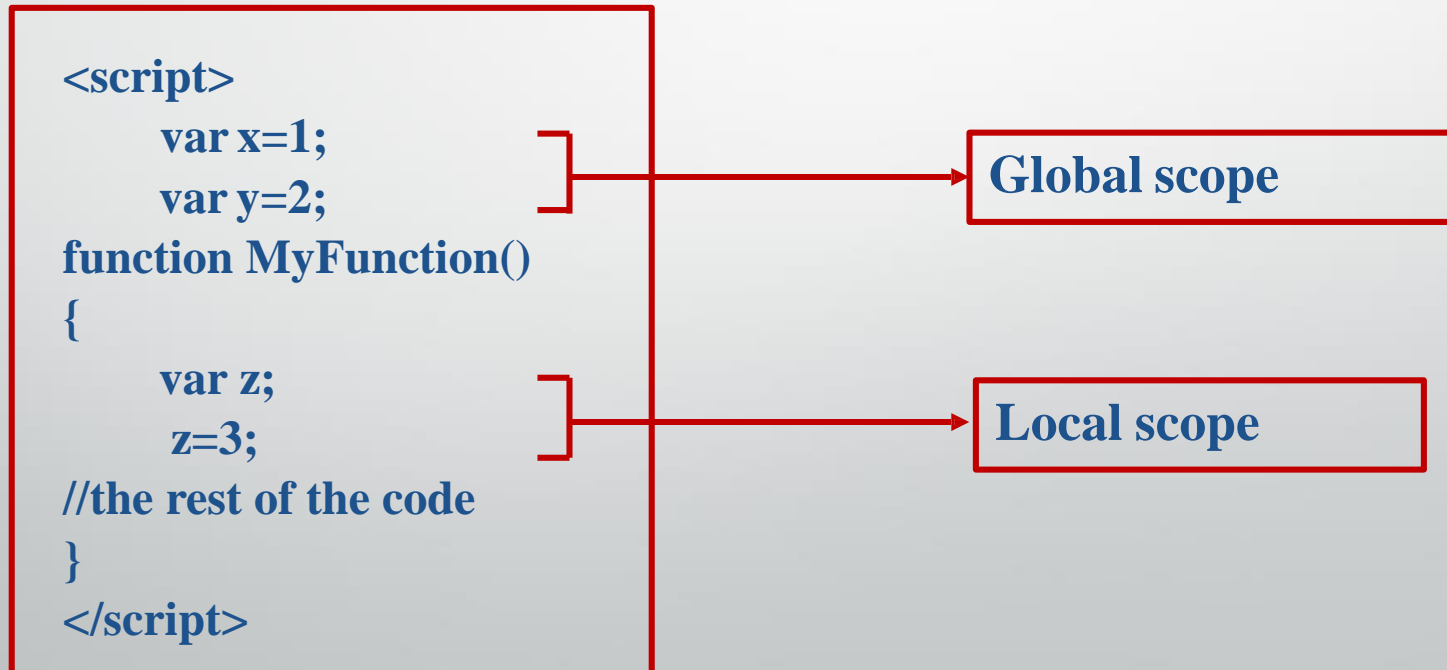 <script>
var x=1;
var y=2;
function MyFunction()
{
var z;
z=3;
//the rest of the code
}
</script>
Global scope
Local scope